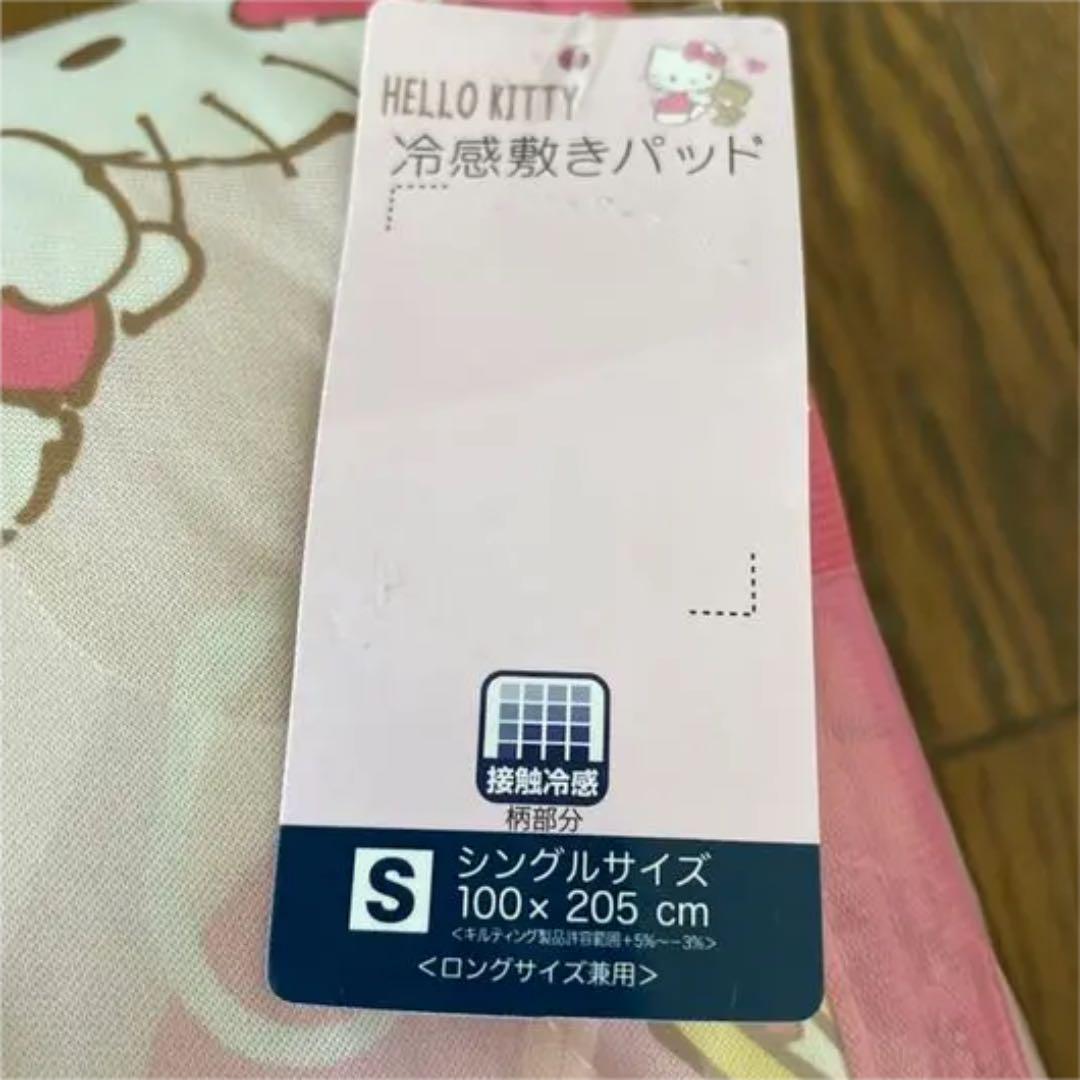 HELLO KITTY
冷感敷きパッド
接触冷感
柄部分
S
シングルサイズ
100× 205 cm
<キルティング製品許容範囲+5%~-3%>
<ロングサイズ兼用>